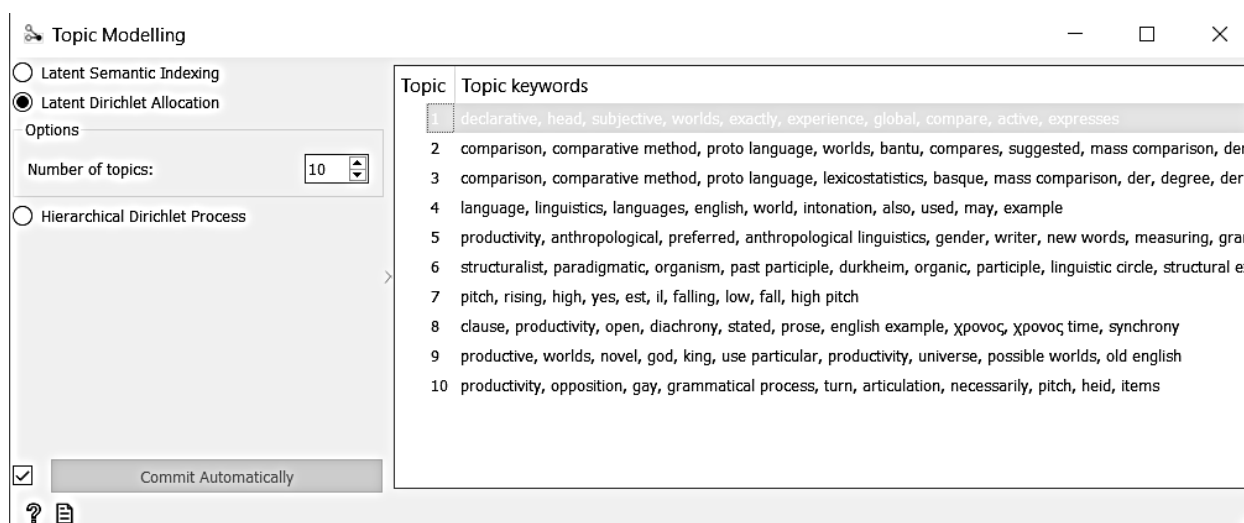 Topic Modelling
Latent Semantic Indexing
Latent Dirichlet Allocation
Options
Number of topics: 10
Hierarchical Dirichlet Process
Commit Automatically
Topic Topic keywords
1 declarative, head, subjective, worlds, exactly, experience, global, compare, active, expresses
2 comparison, comparative method, proto language, worlds, bantu, compares, suggested, mass comparison, der
3 comparison, comparative method, proto language, lexicostatistics, basque, mass comparison, der, degree, der
4 language, linguistics, languages, english, world, intonation, also, used, may, example
5 productivity, anthropological, preferred, anthropological linguistics, gender, writer, new words, measuring, gra
6 structuralist, paradigmatic, organism, past participle, durkheim, organic, participle, linguistic circle, structural e
7 pitch, rising, high, yes, est, il, falling, low, fall, high pitch
8 clause, productivity, open, diachrony, stated, prose, english example, χρονος, χρονος time, synchrony
9 productive, worlds, novel, god, king, use particular, productivity, universe, possible worlds, old english
10 productivity, opposition, gay, grammatical process, turn, articulation, necessarily, pitch, heid, items
?